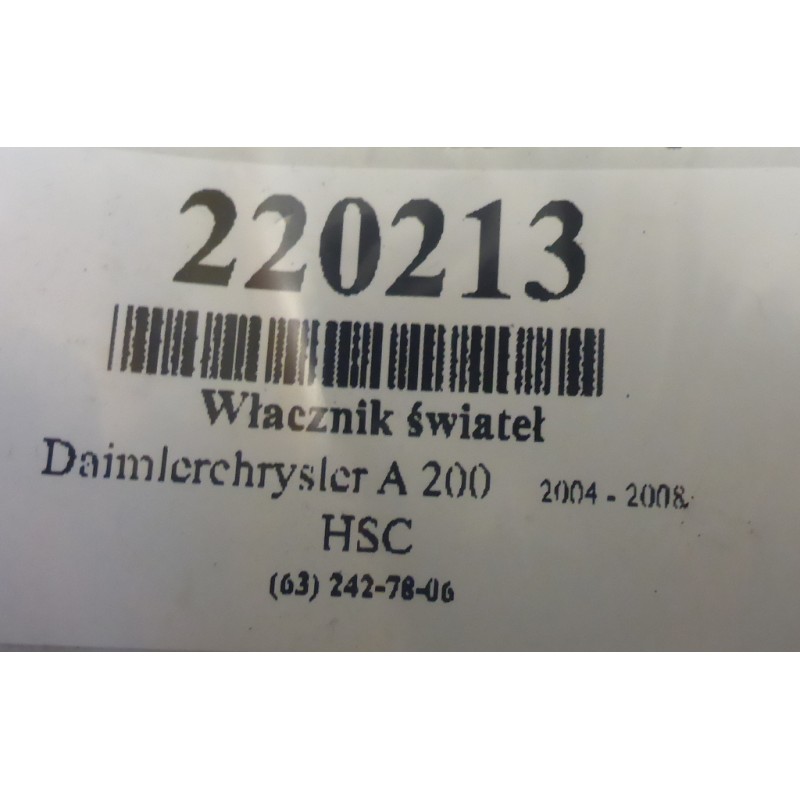 220213
Włacznik świateł
Daimlerchrysler A 200 2004 - 2008
HSC
(63) 242-78-06